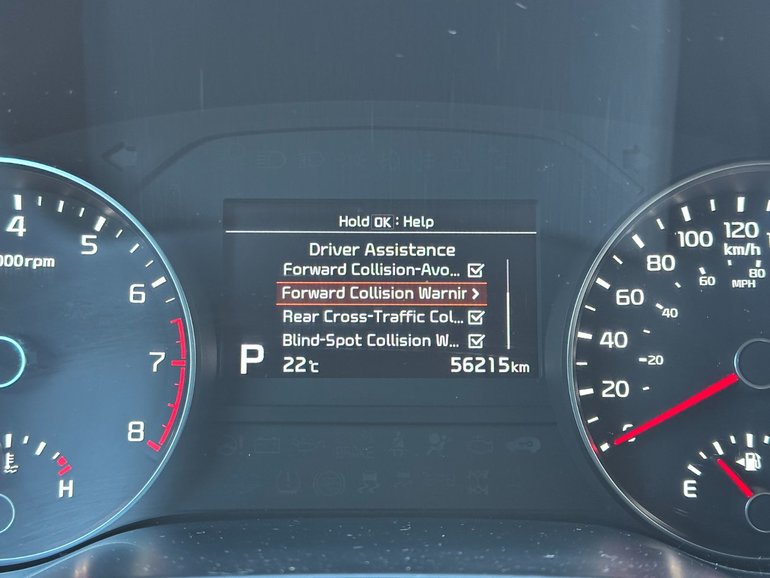 Hold OK : Help
Driver Assistance
Forward Collision-Avo...
Forward Collision Warnir >
Rear Cross-Traffic Col...
Blind-Spot Collision W...
P 22℃ 56215km
4
5
6
7
8
000rpm
H
120
100
80
60
40
20
0
km/h
80
60
40
20
MPH
E